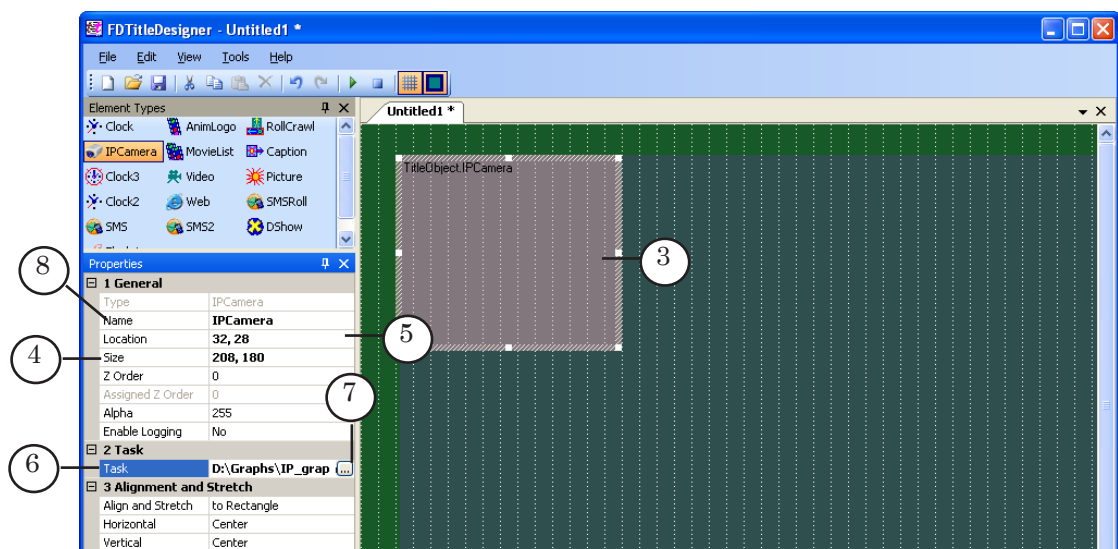 FDTitleDesigner - Untitled1 *
File Edit View Tools Help
Element Types
Clock AnimLogo RollCrawl
IPCamera MovieList Caption
Clock3 Video Picture
Clock2 Web SMSRoll
SMS SMS2 DShow
Properties
1 General
Type IPCamera
Name IPCamera
Location 32, 28
Size 208, 180
Z Order 0
Assigned Z Order 0
Alpha 255
Enable Logging No
2 Task
Task D:\Graphs\IP_grap ...
3 Alignment and Stretch
Align and Stretch to Rectangle
Horizontal Center
Vertical Center
Untitled1 *
TitleObject.IPCamera
3
8
5
4
7
6